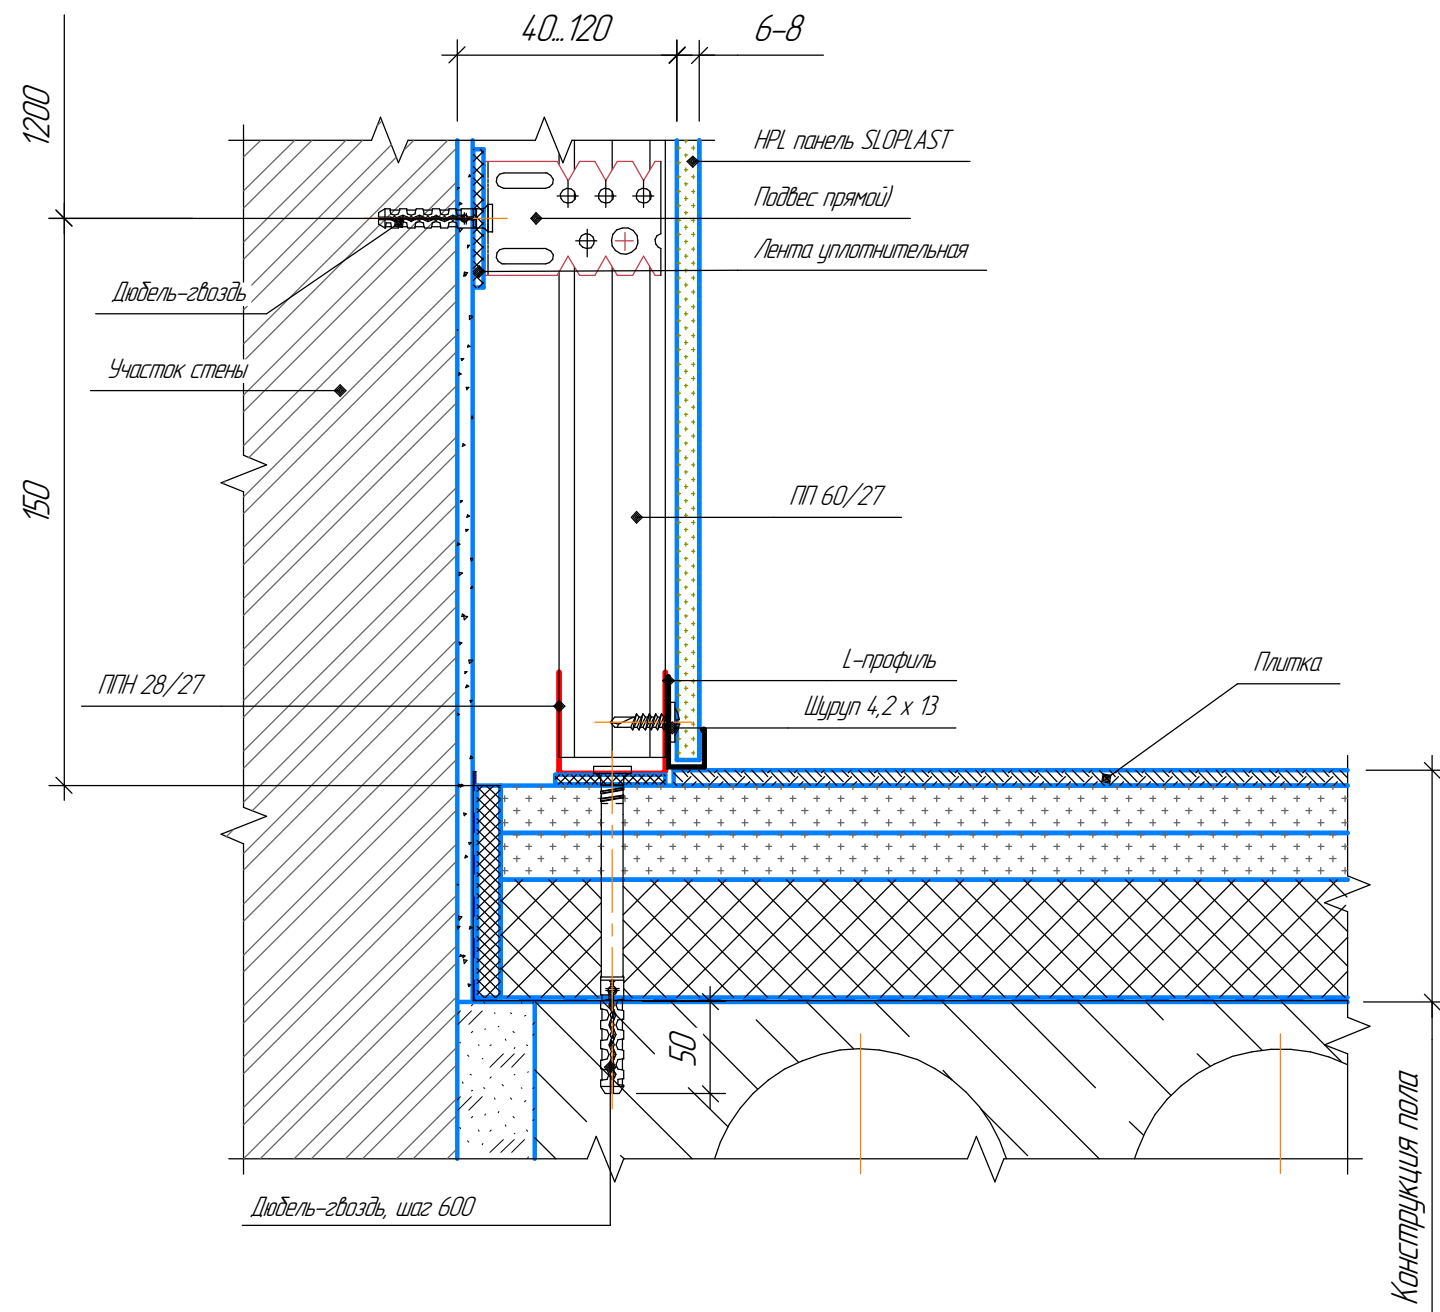 40...120
6-8
1200
HPL панель SLOPLAST
Подвес прямой)
Лента уплотнительная
Дюбель-гвоздь
Участок стены
150
ПП 60/27
L-профиль
Плитка
ППН 28/27
Шуруп 4,2 х 13
50
Конструкция пола
Дюбель-гвоздь, шаг 600